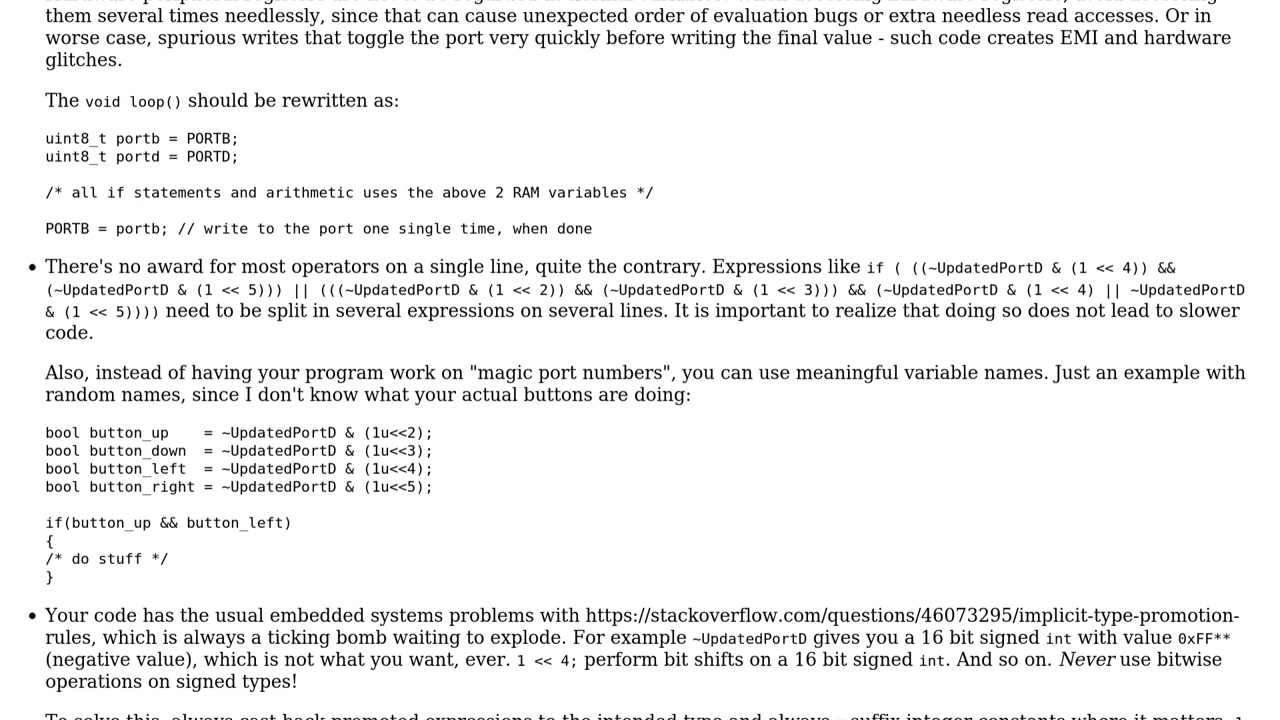 them several times needlessly, since that can cause unexpected order of evaluation bugs or extra needless read accesses. Or in
worse case, spurious writes that toggle the port very quickly before writing the final value - such code creates EMI and hardware
glitches.
The void loop() should be rewritten as:
uint8_t portb = PORTB;
uint8_t portd = PORTD;
/* all if statements and arithmetic uses the above 2 RAM variables */
PORTB = portb; // write to the port one single time, when done
• There's no award for most operators on a single line, quite the contrary. Expressions like if ( ((~UpdatedPortD & (1 << 4)) &&
(~UpdatedPortD & (1 << 5))) || (((~UpdatedPortD & (1 << 2)) && (~UpdatedPortD & (1 << 3))) && (~UpdatedPortD & (1 << 4) || ~UpdatedPortD
& (1 << 5)))) need to be split in several expressions on several lines. It is important to realize that doing so does not lead to slower
code.
Also, instead of having your program work on "magic port numbers", you can use meaningful variable names. Just an example with
random names, since I don't know what your actual buttons are doing:
bool button_up    = ~UpdatedPortD & (1u<<2);
bool button_down  = ~UpdatedPortD & (1u<<3);
bool button_left  = ~UpdatedPortD & (1u<<4);
bool button_right = ~UpdatedPortD & (1u<<5);
if(button_up && button_left)
{
/* do stuff */
}
• Your code has the usual embedded systems problems with https://stackoverflow.com/questions/46073295/implicit-type-promotion-
rules, which is always a ticking bomb waiting to explode. For example ~UpdatedPortD gives you a 16 bit signed int with value 0xFF**
(negative value), which is not what you want, ever. 1 << 4; perform bit shifts on a 16 bit signed int. And so on. Never use bitwise
operations on signed types!